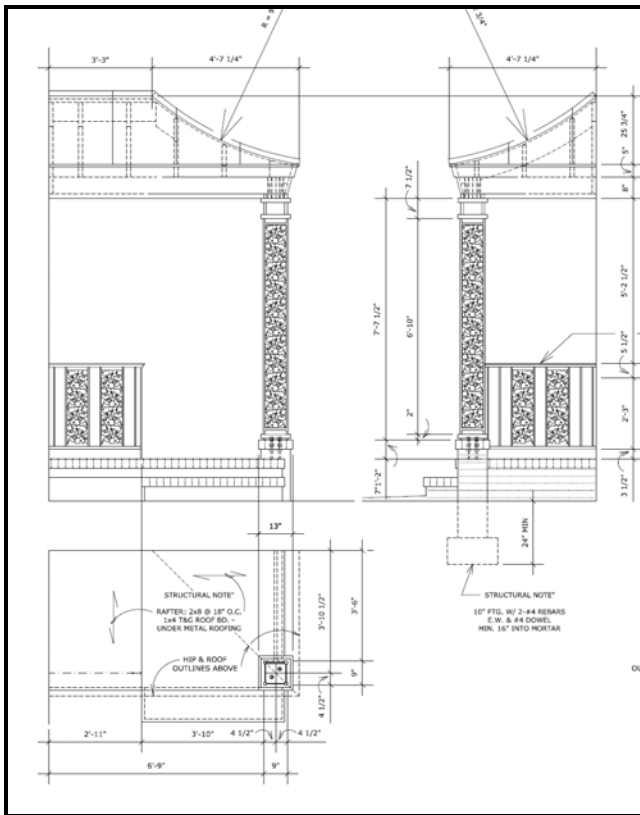 R = 9
3/4"
3'-3"
4'-7 1/4"
4'-7 1/4"
25 3/4"
5"
8"
7 1/2"
5'-2 1/2"
7'-7 1/2"
6'-10"
5 1/2"
2'-3"
2"
7"
1'-2"
3 1/2"
24" MIN
13"
STRUCTURAL NOTE"
RAFTER: 2x8 @ 18" O.C.
1x4 T&G ROOF BD. -
UNDER METAL ROOFING
HIP & ROOF
OUTLINES ABOVE
3'-10 1/2"
3'-6"
9"
4 1/2"
STRUCTURAL NOTE"
10" FTG. W/ 2-#4 REBARS
E.W. & #4 DOWEL
MIN. 16" INTO MORTAR
OU
2'-11"
3'-10"
4 1/2"
4 1/2"
6'-9"
9"